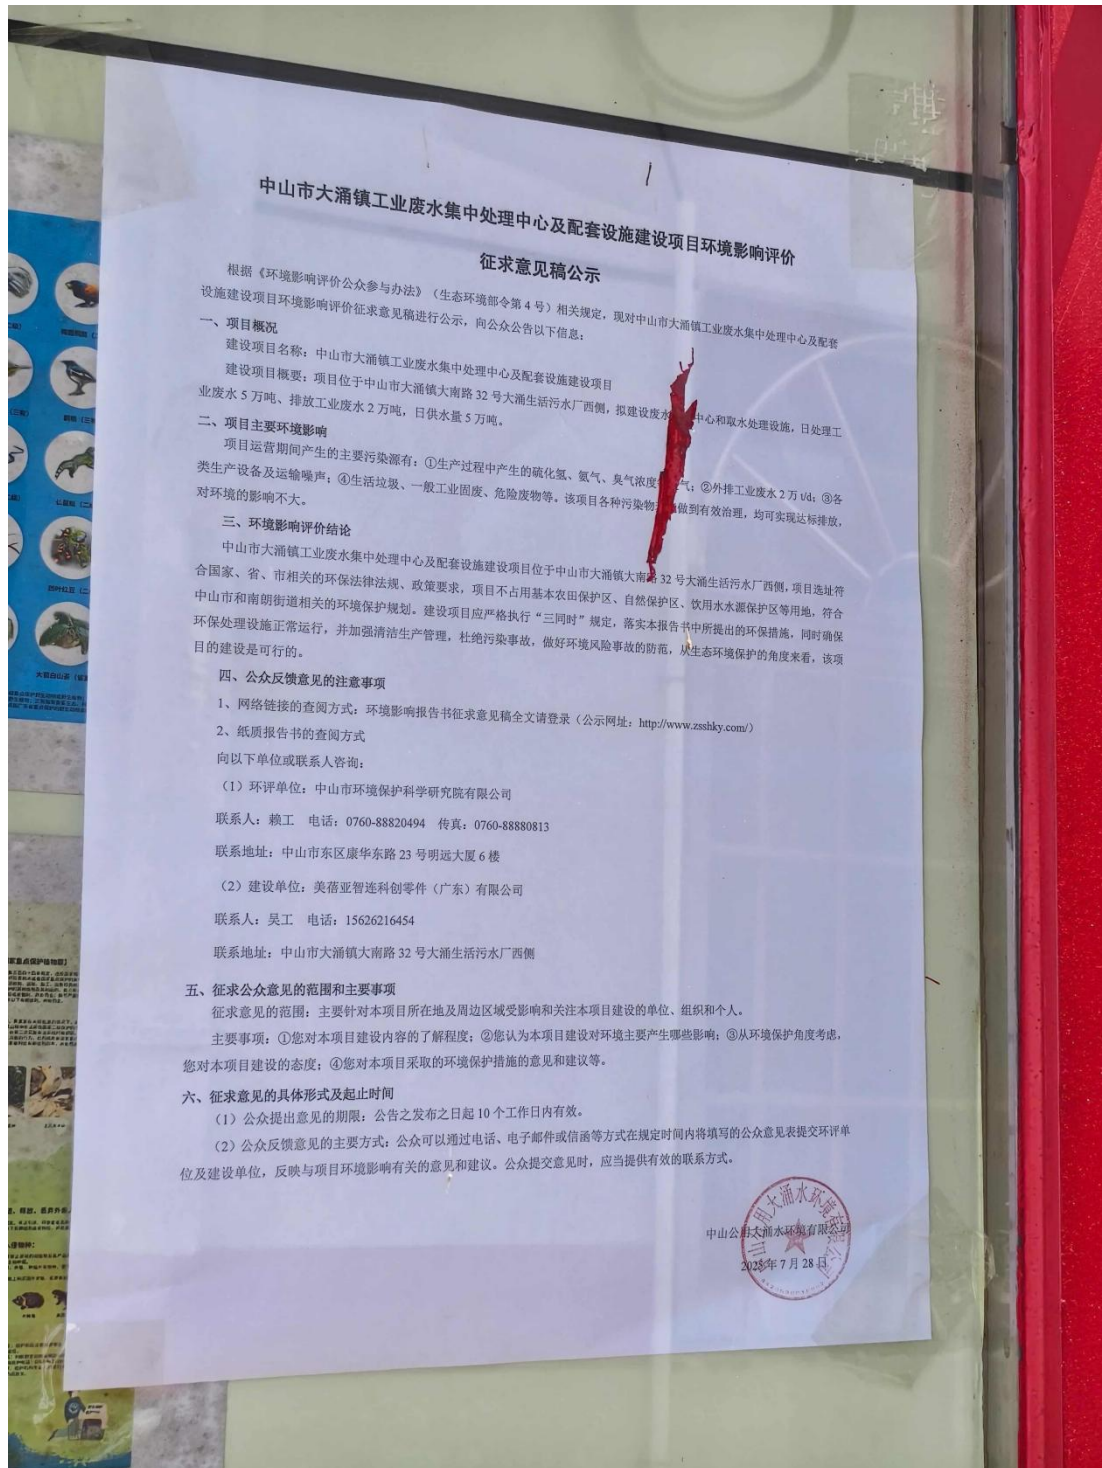 中山市大涌镇工业废水集中处理中心及配套设施建设项目环境影响评价
征求意见稿公示
根据《环境影响评价公众参与办法》（生态环境部令第 4 号）相关规定，现对中山市大涌镇工业废水集中处理中心及配套
设施建设项目环境影响评价征求意见稿进行公示，向公众公告以下信息：
一、项目概况
建设项目名称：中山市大涌镇工业废水集中处理中心及配套设施建设项目
建设项目概要：项目位于中山市大涌镇大南路 32 号大涌生活污水厂西侧，拟建设废水 中心和取水处理设施，日处理工
业废水 5 万吨、排放工业废水 2 万吨，日供水量 5 万吨。
二、项目主要环境影响
项目运营期间产生的主要污染源有：①生产过程中产生的硫化氢、氨气、臭气浓度 气；②外排工业废水 2 万 t/d；③各
类生产设备及运输噪声；④生活垃圾、一般工业固废、危险废物等。该项目各种污染物 做到有效治理，均可实现达标排放，
对环境的影响不大。
三、环境影响评价结论
中山市大涌镇工业废水集中处理中心及配套设施建设项目位于中山市大涌镇大南路 32 号大涌生活污水厂西侧，项目选址符
合国家、省、市相关的环保法律法规、政策要求，项目不占用基本农田保护区、自然保护区、饮用水水源保护区等用地，符合
中山市和南朗街道相关的环境保护规划。建设项目应严格执行“三同时”规定，落实本报告书中所提出的环保措施，同时确保
环保处理设施正常运行，并加强清洁生产管理，杜绝污染事故，做好环境风险事故的防范，从生态环境保护的角度来看，该项
目的建设是可行的。
四、公众反馈意见的注意事项
1、网络链接的查阅方式：环境影响报告书征求意见稿全文请登录（公示网址：http://www.zsshky.com/）
2、纸质报告书的查阅方式
向以下单位或联系人咨询：
（1）环评单位：中山市环境保护科学研究院有限公司
联系人：赖工 电话：0760-88820494 传真：0760-88880813
联系地址：中山市东区康华东路 23 号明远大厦 6 楼
（2）建设单位：美蓓亚智连科创零件（广东）有限公司
联系人：吴工 电话：15626216454
联系地址：中山市大涌镇大南路 32 号大涌生活污水厂西侧
五、征求公众意见的范围和主要事项
征求意见的范围：主要针对本项目所在地及周边区域受影响和关注本项目建设的单位、组织和个人。
主要事项：①您对本项目建设内容的了解程度；②您认为本项目建设对环境主要产生哪些影响；③从环境保护角度考虑，
您对本项目建设的态度；④您对本项目采取的环境保护措施的意见和建议等。
六、征求意见的具体形式及起止时间
（1）公众提出意见的期限：公告之发布之日起 10 个工作日内有效。
（2）公众反馈意见的主要方式：公众可以通过电话、电子邮件或信函等方式在规定时间内将填写的公众意见表提交环评单
位及建设单位，反映与项目环境影响有关的意见和建议。公众提交意见时，应当提供有效的联系方式。
中山公用大涌水环境有限公司
2025 年 7 月 28 日